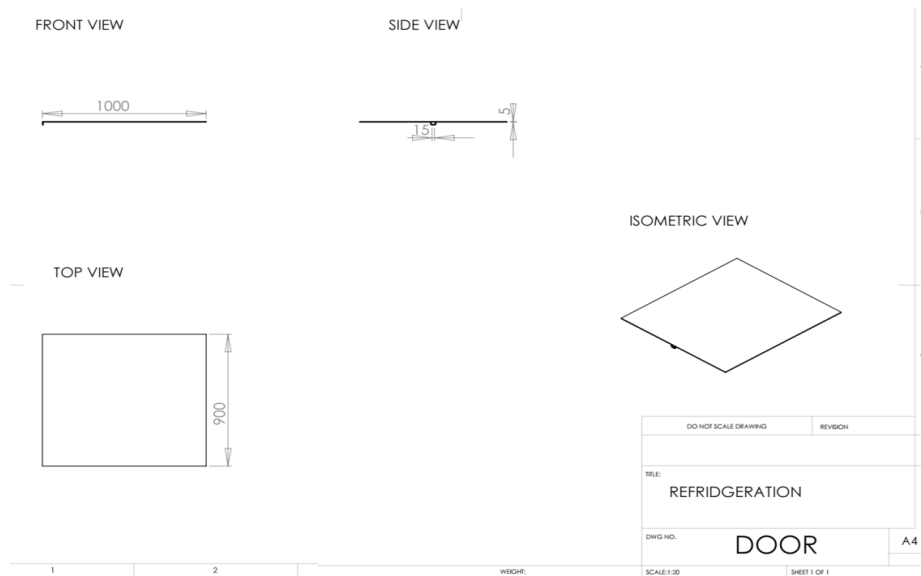 FRONT VIEW
SIDE VIEW
1000
5
15
ISOMETRIC VIEW
TOP VIEW
900
DO NOT SCALE DRAWING
REVISION
TITLE:
REFRIDGERATION
DWG NO.
DOOR
A4
1
2
WEIGHT:
SCALE:1:20
SHEET 1 OF 1